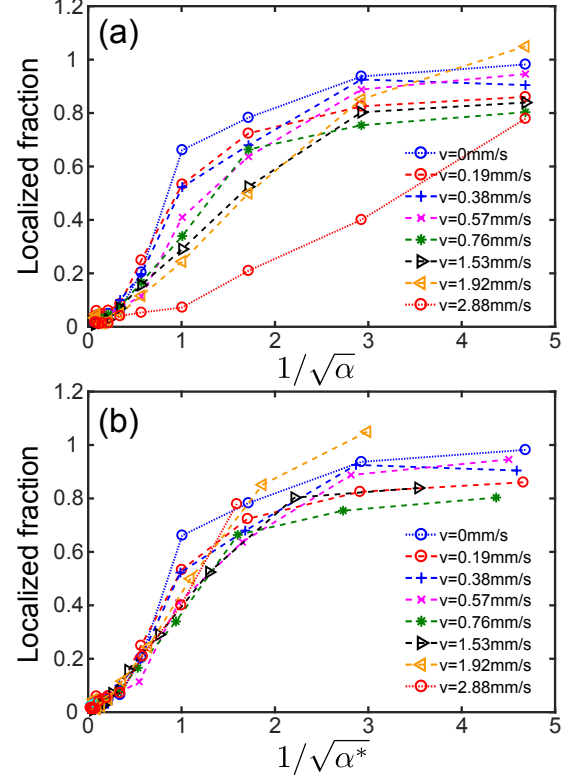 (a)
Localized fraction
1.2
1
0.8
0.6
0.4
0.2
0
v=0mm/s
v=0.19mm/s
v=0.38mm/s
v=0.57mm/s
v=0.76mm/s
v=1.53mm/s
v=1.92mm/s
v=2.88mm/s
0 1 2 3 4 5
1/√α
(b)
Localized fraction
1.2
1
0.8
0.6
0.4
0.2
0
v=0mm/s
v=0.19mm/s
v=0.38mm/s
v=0.57mm/s
v=0.76mm/s
v=1.53mm/s
v=1.92mm/s
v=2.88mm/s
0 1 2 3 4 5
1/√α*